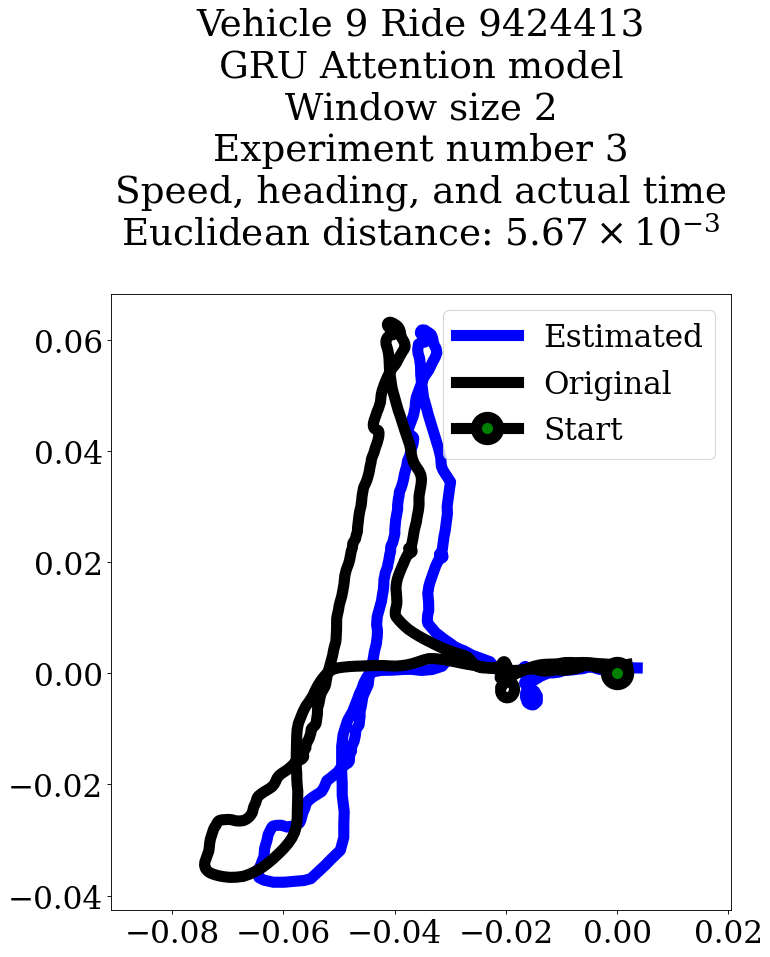 Vehicle 9 Ride 9424413
GRU Attention model
Window size 2
Experiment number 3
Speed, heading, and actual time
Euclidean distance: 5.67 × 10⁻³
Estimated
Original
Start
0.06
0.04
0.02
0.00
−0.02
−0.04
−0.08 −0.06 −0.04 −0.02 0.00 0.02